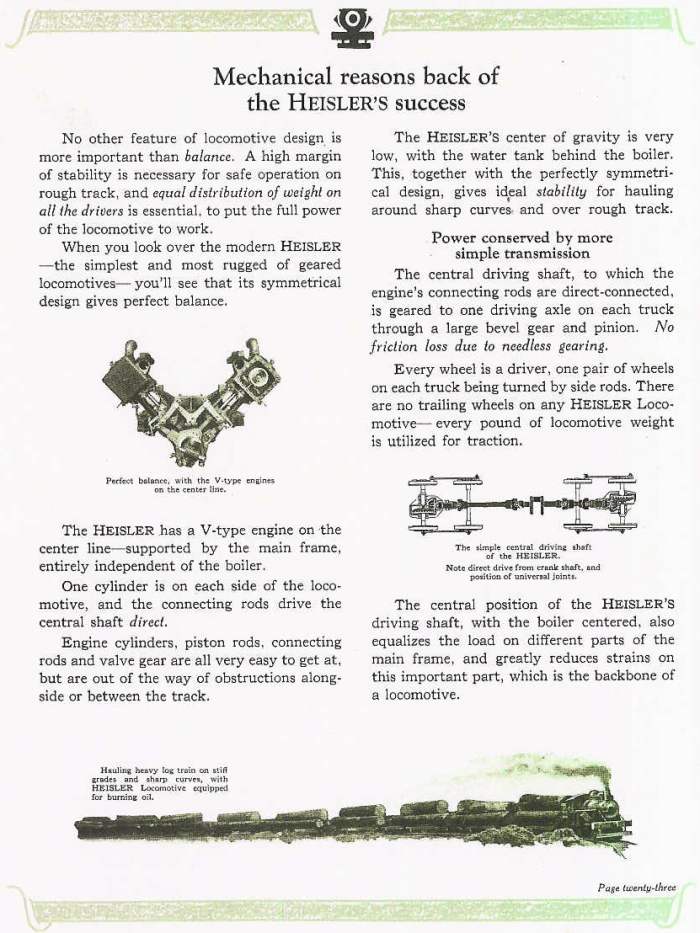 Mechanical reasons back of
the HEISLER'S success
No other feature of locomotive design is
more important than balance. A high margin
of stability is necessary for safe operation on
rough track, and equal distribution of weight on
all the drivers is essential, to put the full power
of the locomotive to work.
When you look over the modern HEISLER
—the simplest and most rugged of geared
locomotives—you'll see that its symmetrical
design gives perfect balance.
Perfect balance, with the V-type engines
on the center line.
The HEISLER has a V-type engine on the
center line—supported by the main frame,
entirely independent of the boiler.
One cylinder is on each side of the loco-
motive, and the connecting rods drive the
central shaft direct.
Engine cylinders, piston rods, connecting
rods and valve gear are all very easy to get at,
but are out of the way of obstructions along-
side or between the track.
The HEISLER'S center of gravity is very
low, with the water tank behind the boiler.
This, together with the perfectly symmetri-
cal design, gives ideal stability for hauling
around sharp curves and over rough track.
Power conserved by more
simple transmission
The central driving shaft, to which the
engine's connecting rods are direct-connected,
is geared to one driving axle on each truck
through a large bevel gear and pinion. No
friction loss due to needless gearing.
Every wheel is a driver, one pair of wheels
on each truck being turned by side rods. There
are no trailing wheels on any HEISLER Loco-
motive—every pound of locomotive weight
is utilized for traction.
The simple central driving shaft
of the HEISLER.
Note direct drive from crank shaft, and
position of universal joints.
The central position of the HEISLER'S
driving shaft, with the boiler centered, also
equalizes the load on different parts of the
main frame, and greatly reduces strains on
this important part, which is the backbone of
a locomotive.
Hauling heavy log train on stiff
grades and sharp curves, with
HEISLER Locomotive equipped
for burning oil.
Page twenty-three